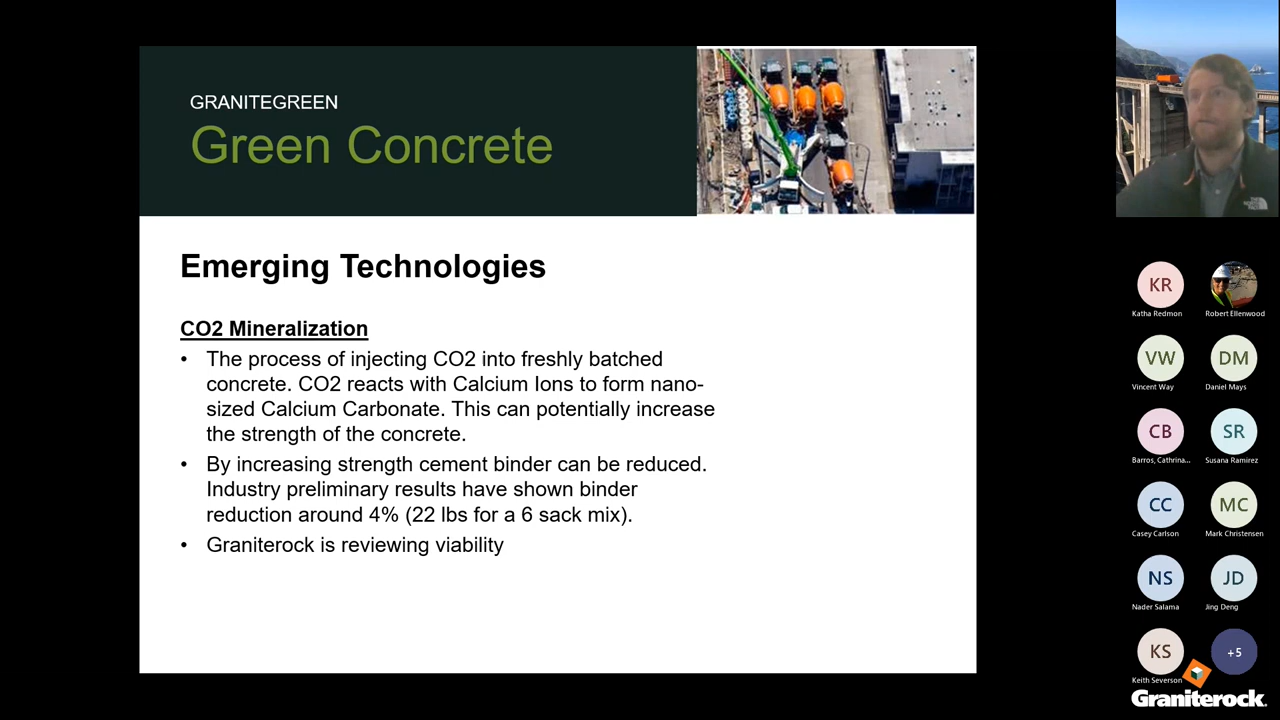 GRANITEGREEN
Green Concrete
Emerging Technologies
CO2 Mineralization
• The process of injecting CO2 into freshly batched
concrete. CO2 reacts with Calcium Ions to form nano-
sized Calcium Carbonate. This can potentially increase
the strength of the concrete.
• By increasing strength cement binder can be reduced.
Industry preliminary results have shown binder
reduction around 4% (22 lbs for a 6 sack mix).
• Graniterock is reviewing viability
KR
Katha Redmon
Robert Ellenwood
VW
Vincent Way
DM
Daniel Mays
CB
Barros, Cathrina...
SR
Susana Ramirez
CC
Casey Carlson
MC
Mark Christensen
NS
Nader Salama
JD
Jing Deng
KS
Keith Severson
+5
Graniterock.